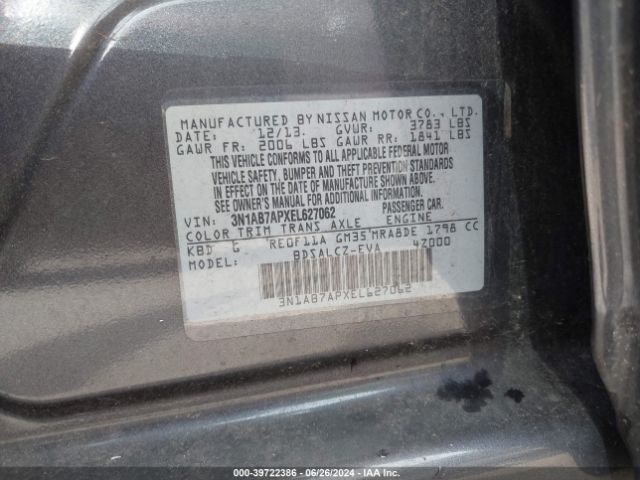 MANUFACTURED BY NISSAN MOTOR CO., LTD.
DATE: 12/13. GVWR: 3783 LBS
GAWR FR: 2006 LBS GAWR RR: 1841 LBS
THIS VEHICLE CONFORMS TO ALL APPLICABLE FEDERAL MOTOR
VEHICLE SAFETY, BUMPER AND THEFT PREVENTION STANDARDS
IN EFFECT ON THE DATE OF MANUFACTURE SHOWN ABOVE.
SEE OWNER'S MANUAL FOR ADDITIONAL INFORMATION.
VIN: 3N1AB7APXEL627062 PASSENGER CAR.
COLOR TRIM TRANS AXLE ENGINE
KBD G RE0F11A GM35 MRA8DE 1798 CC
MODEL: BDSALCZ-EVA 4Z000
3N1AB7APXEL627062
000-39722386 - 06/26/2024 - IAA Inc.